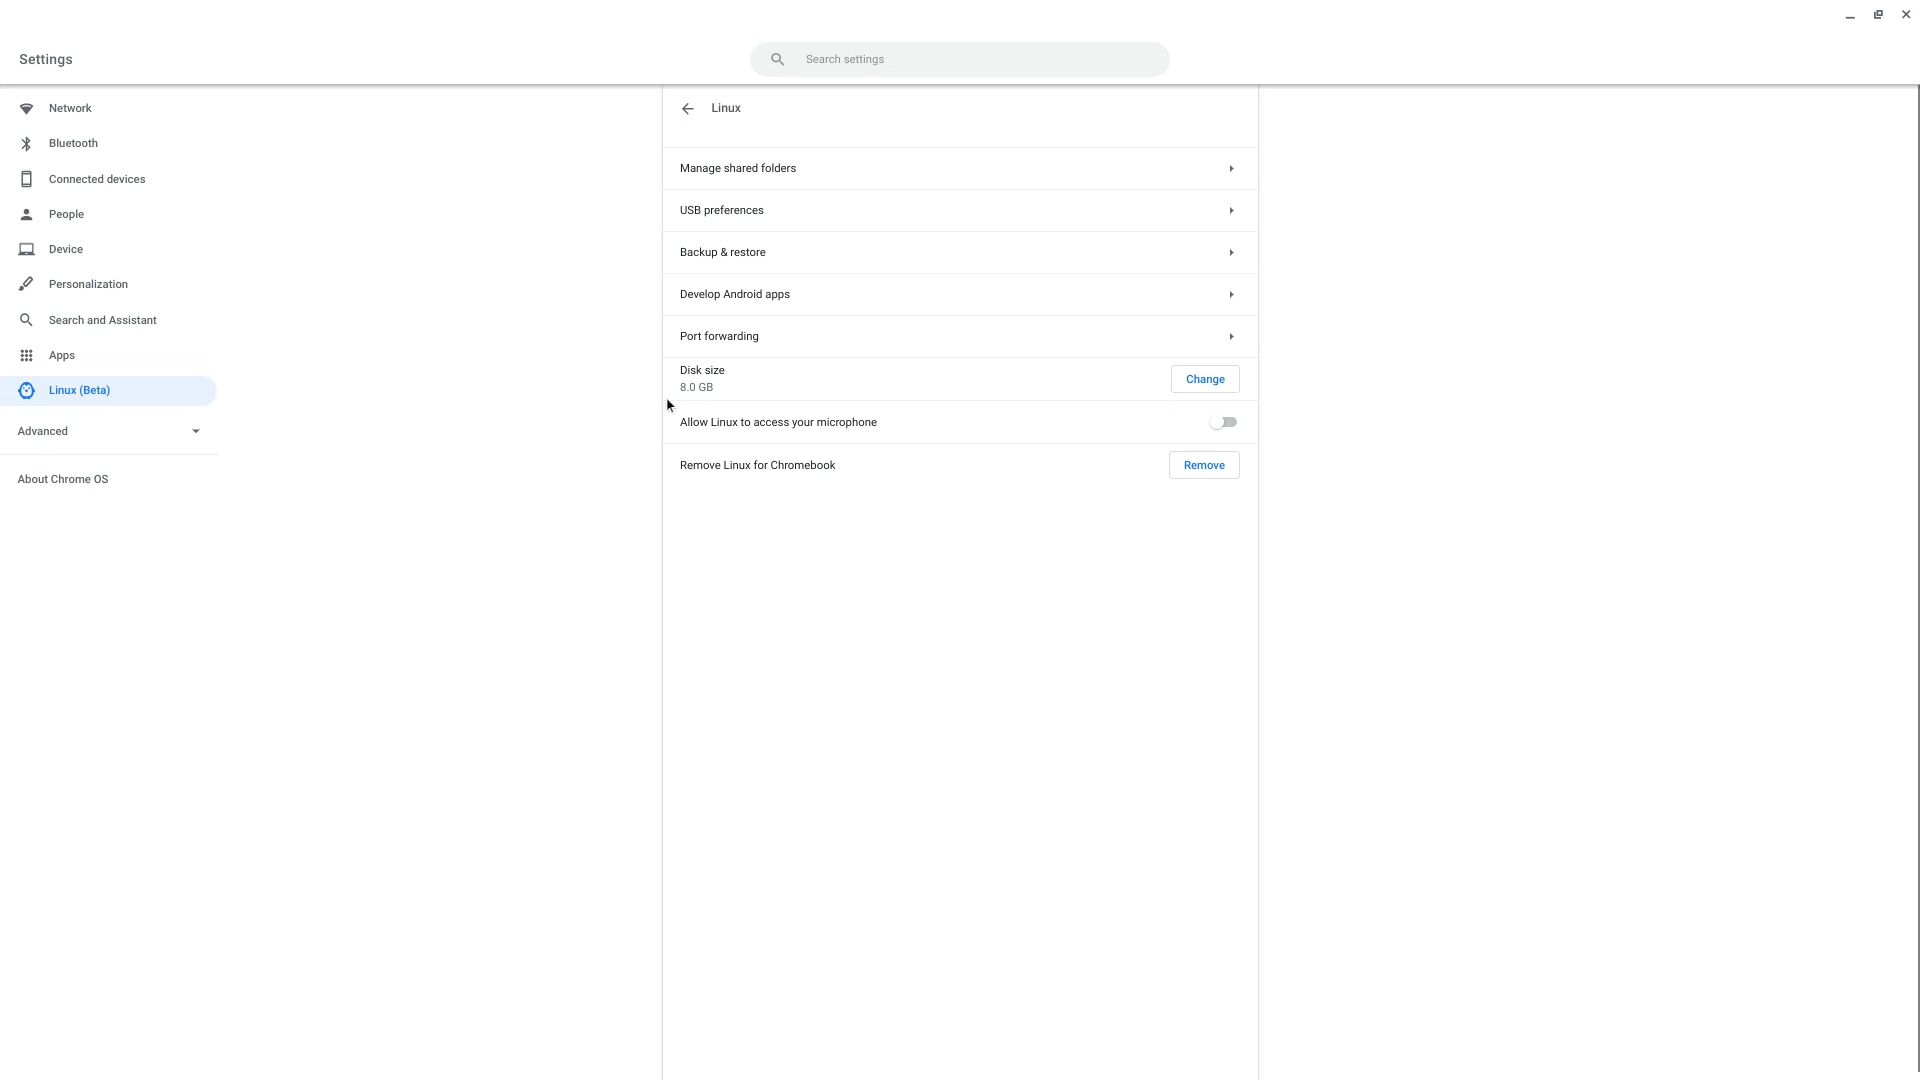 Settings
Search settings
Network
Bluetooth
Connected devices
People
Device
Personalization
Search and Assistant
Apps
Linux (Beta)
Advanced
About Chrome OS
Linux
Manage shared folders
USB preferences
Backup & restore
Develop Android apps
Port forwarding
Disk size
8.0 GB
Change
Allow Linux to access your microphone
Remove Linux for Chromebook
Remove